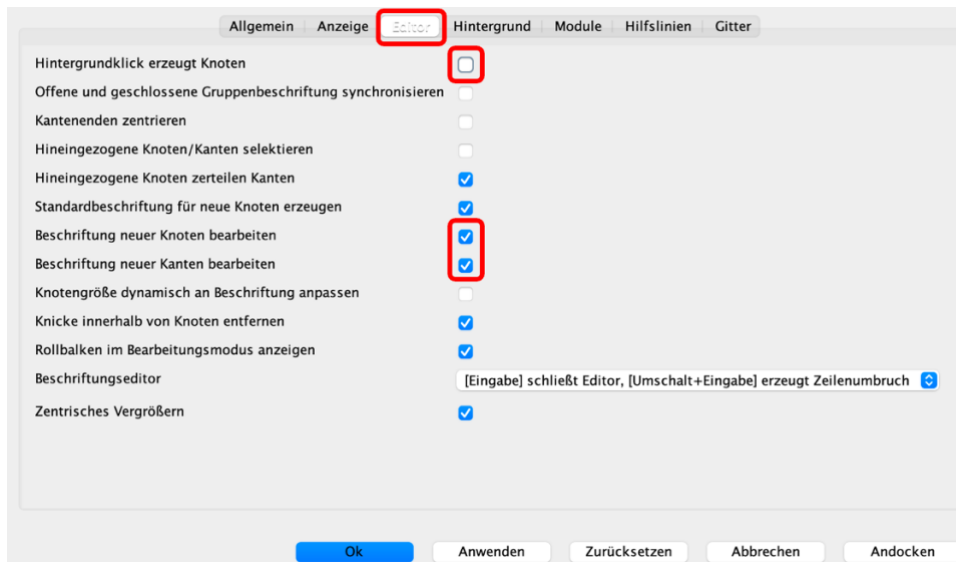 Allgemein Anzeige Editor Hintergrund Module Hilfslinien Gitter
Hintergrundklick erzeugt Knoten
Offene und geschlossene Gruppenbeschriftung synchronisieren
Kantenenden zentrieren
Hineingezogene Knoten/Kanten selektieren
Hineingezogene Knoten zerteilen Kanten
Standardbeschriftung für neue Knoten erzeugen
Beschriftung neuer Knoten bearbeiten
Beschriftung neuer Kanten bearbeiten
Knotengröße dynamisch an Beschriftung anpassen
Knicke innerhalb von Knoten entfernen
Rollbalken im Bearbeitungsmodus anzeigen
Beschriftungseditor [Eingabe] schließt Editor, [Umschalt+Eingabe] erzeugt Zeilenumbruch
Zentrisches Vergrößern
Ok Anwenden Zurücksetzen Abbrechen Andocken